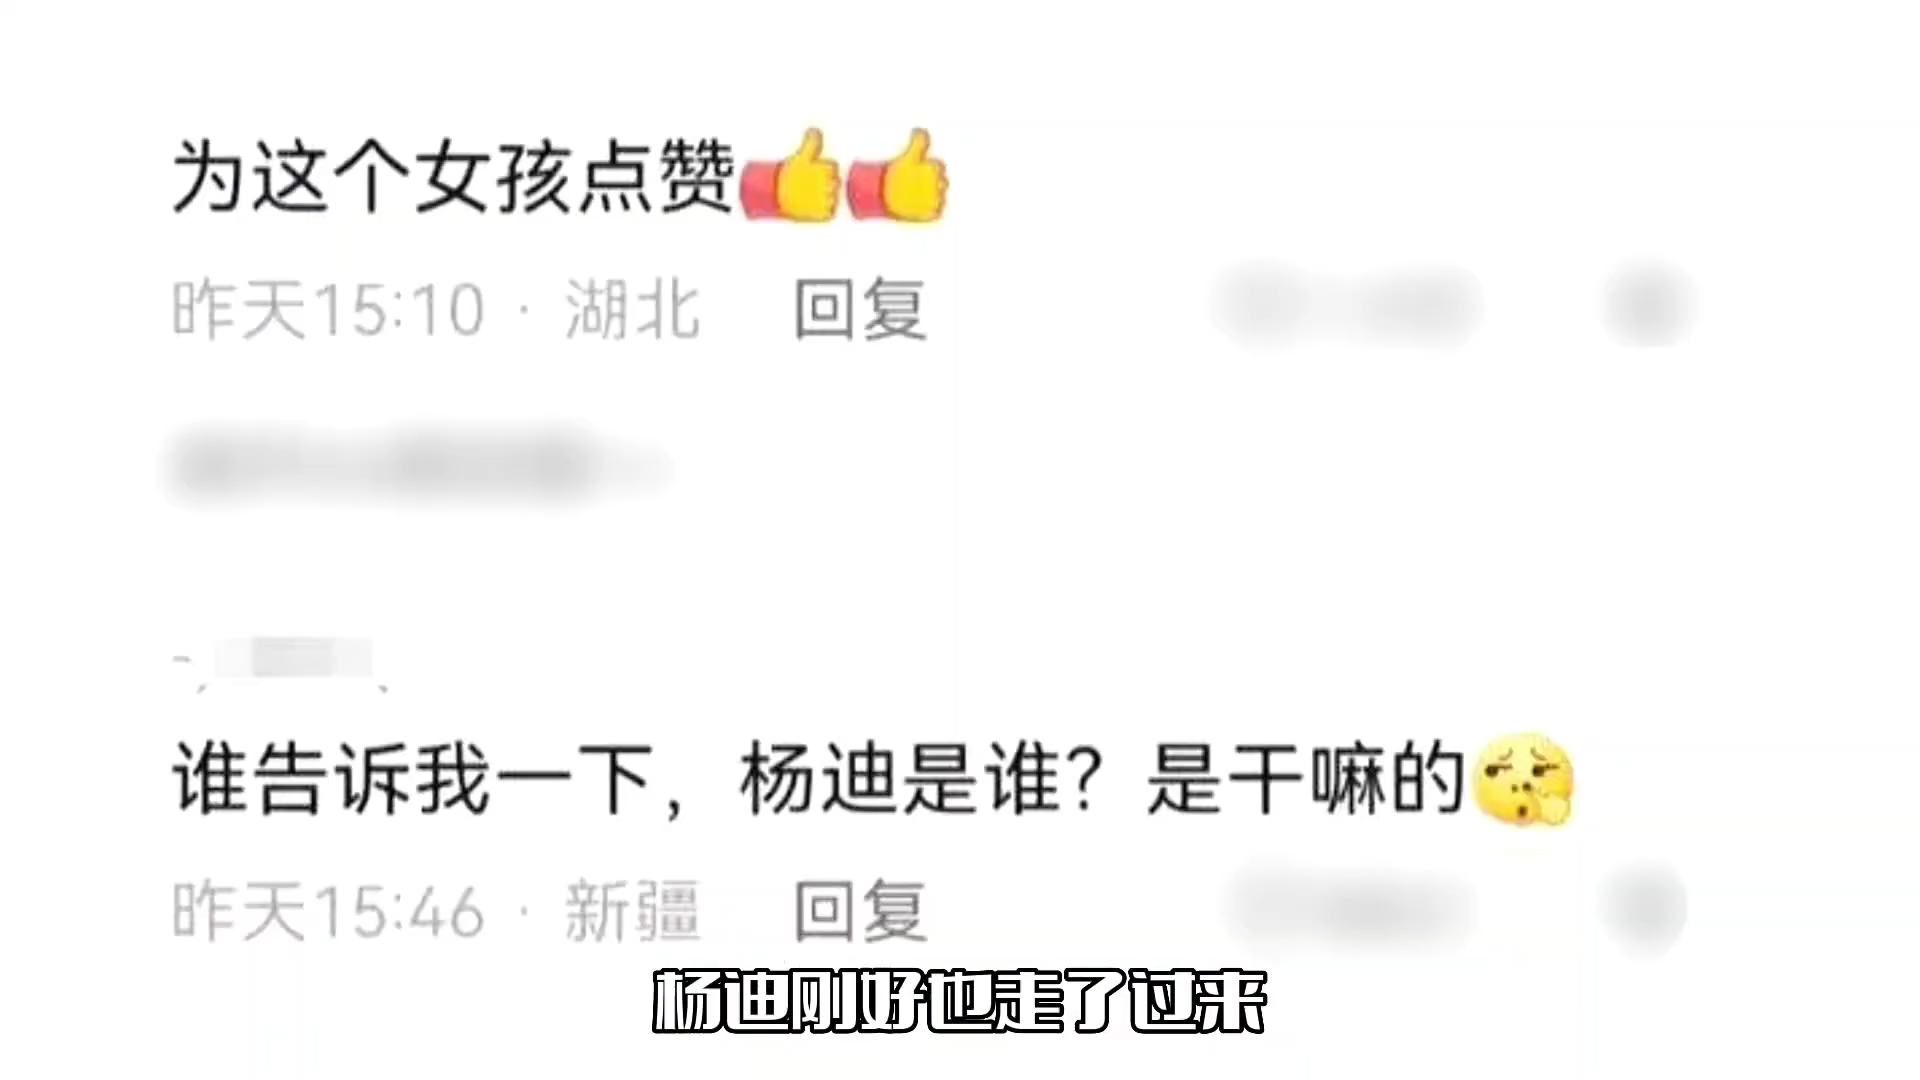 为这个女孩点赞👍👍
昨天15:10 · 湖北 回复
谁告诉我一下，杨迪是谁？是干嘛的
昨天15:46 · 新疆 回复
杨迪刚好也走了过来